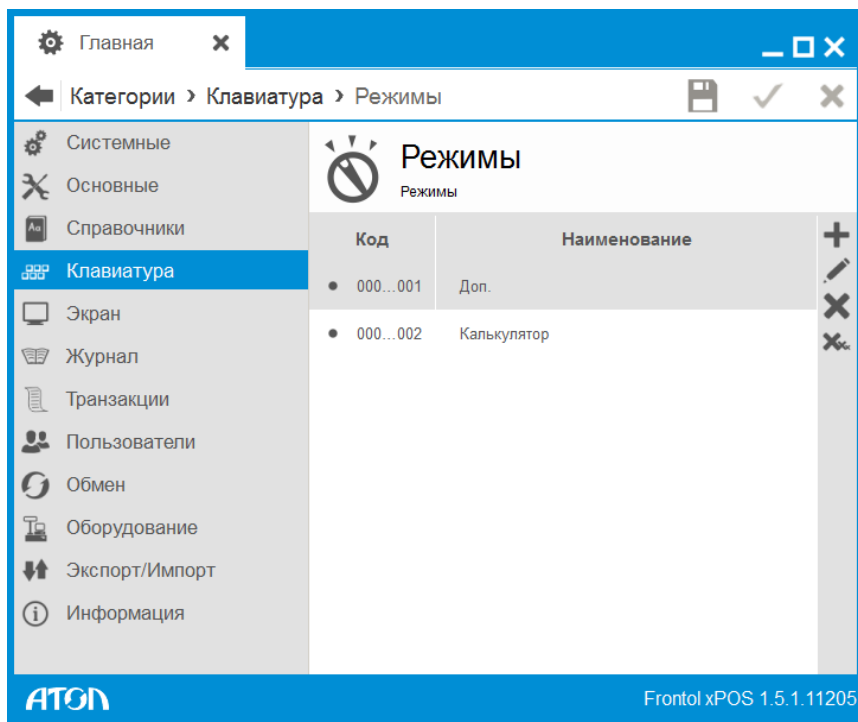 Главная
Категории › Клавиатура › Режимы
Системные
Основные
Справочники
Клавиатура
Экран
Журнал
Транзакции
Пользователи
Обмен
Оборудование
Экспорт/Импорт
Информация
Режимы
Режимы
Код Наименование
000...001 Доп.
000...002 Калькулятор
АТОЛ Frontol xPOS 1.5.1.11205